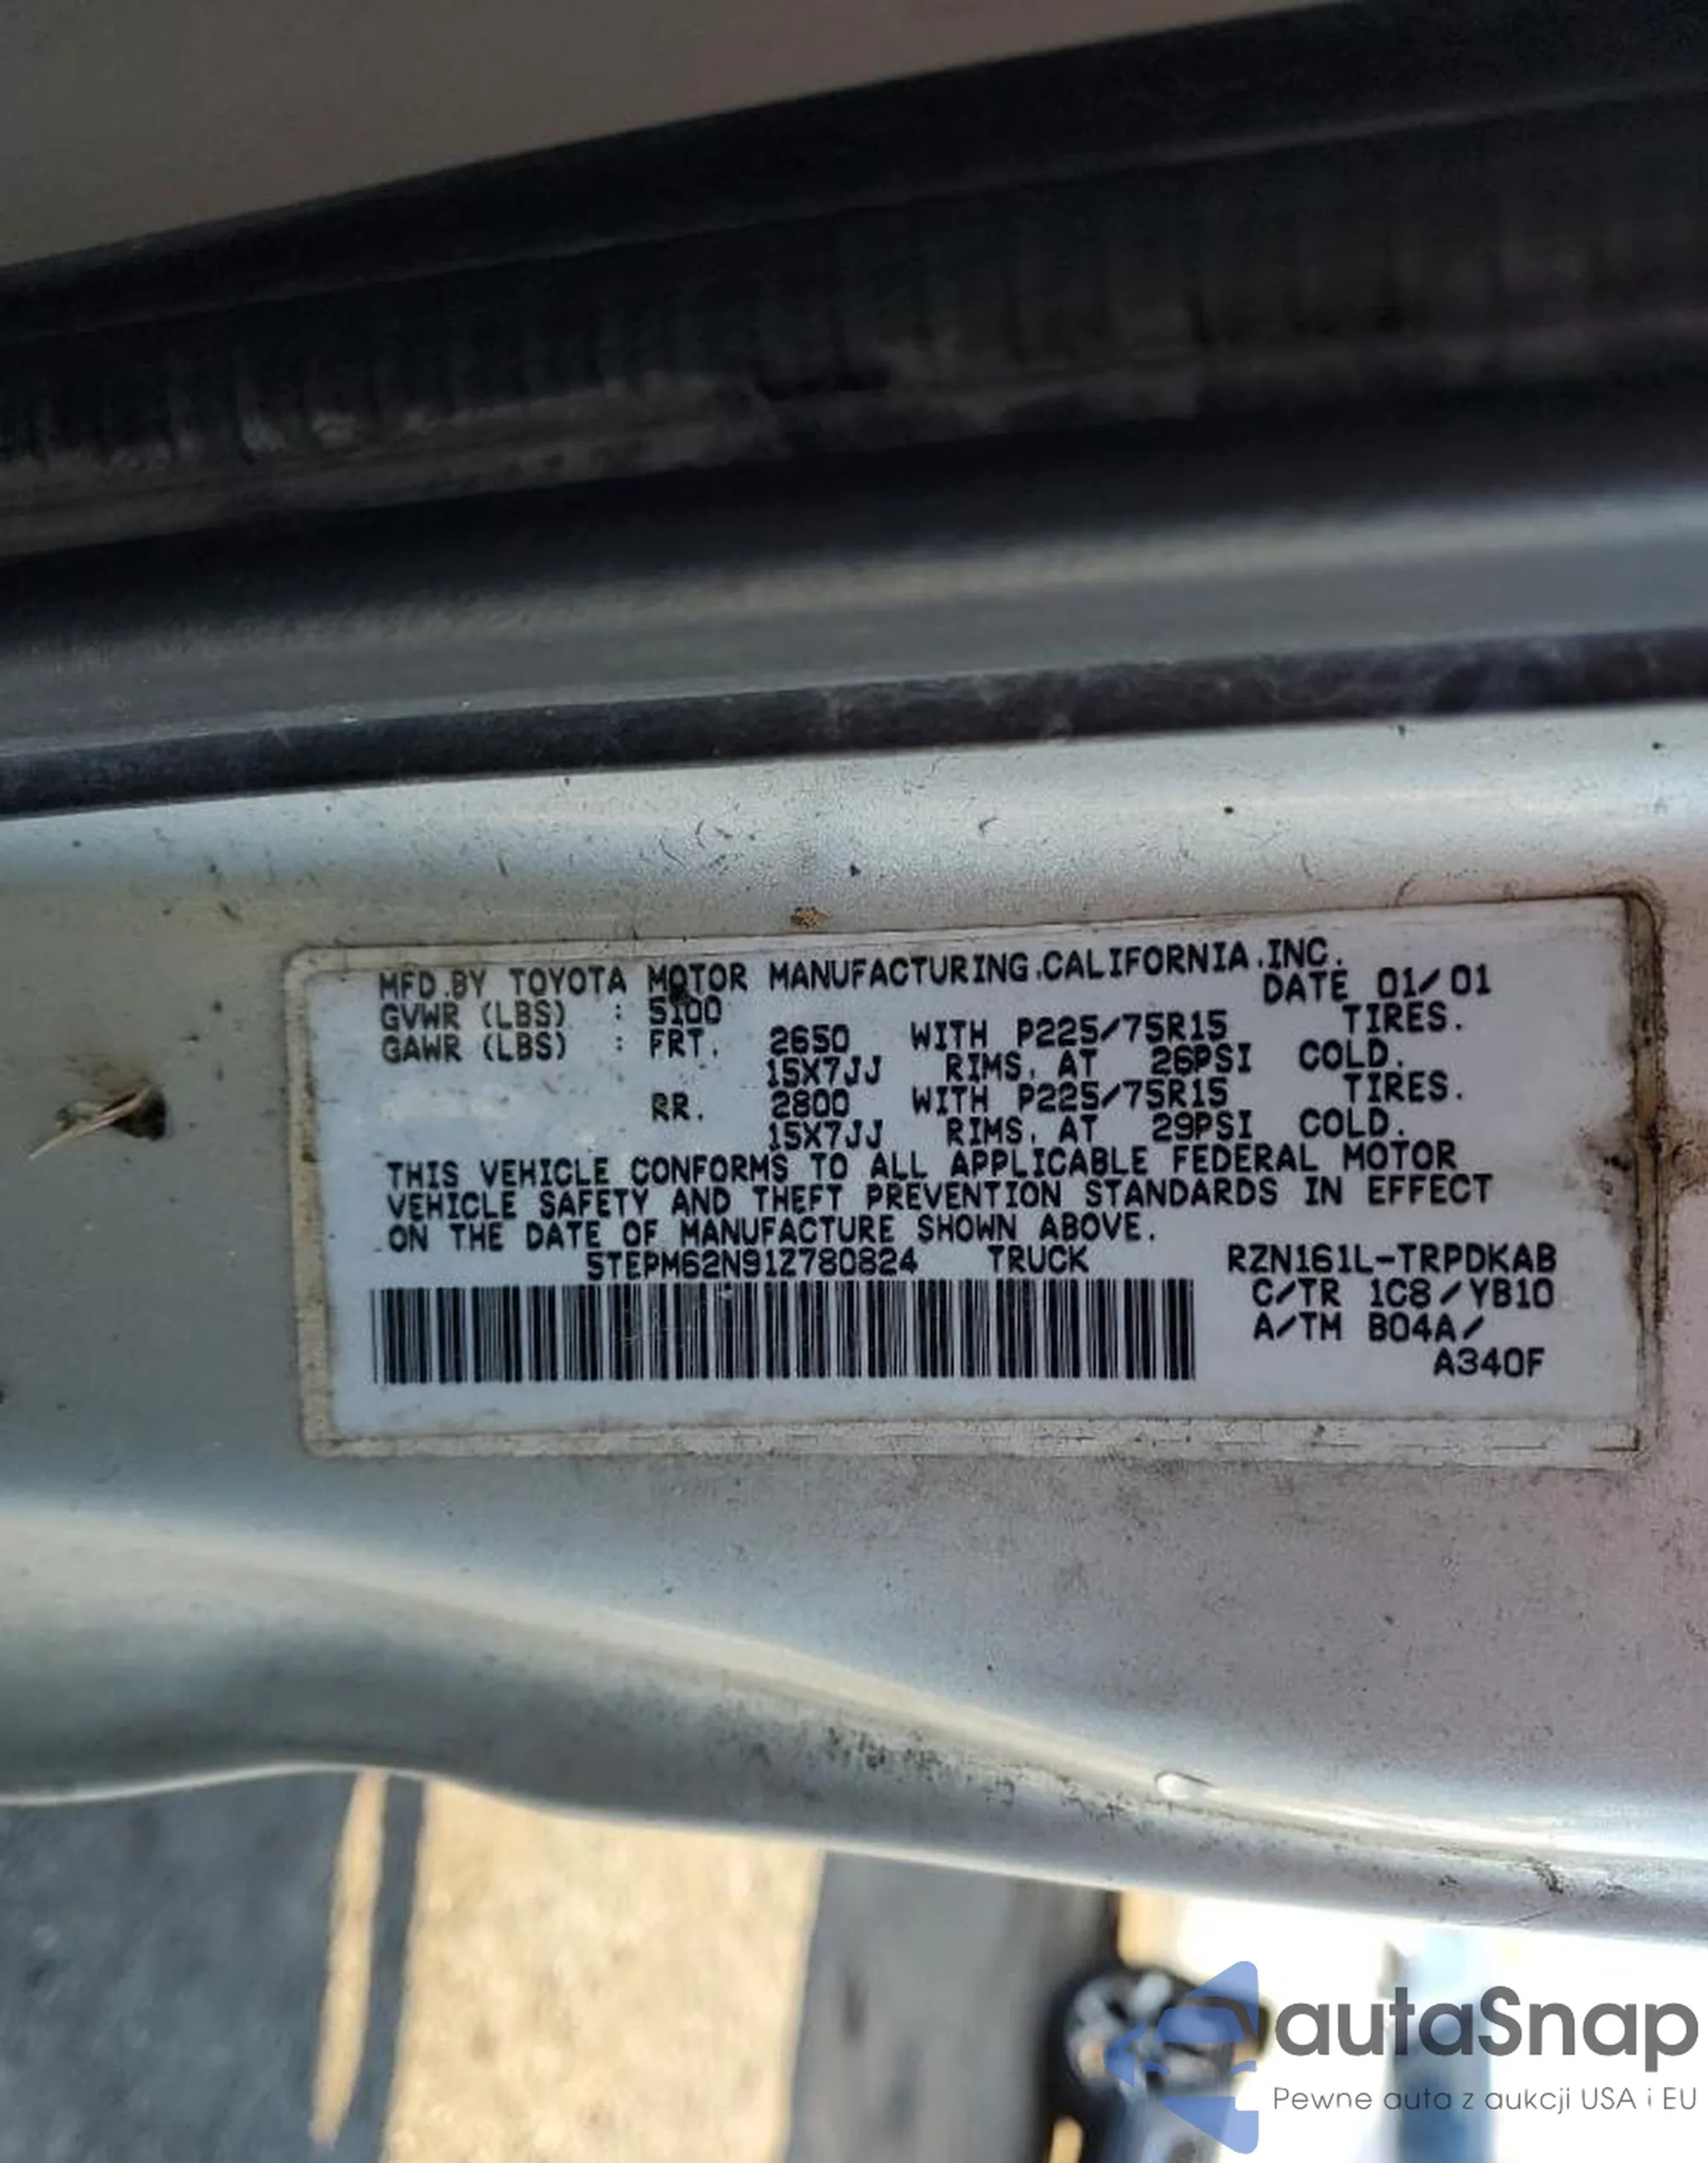 MFD.BY TOYOTA MOTOR MANUFACTURING.CALIFORNIA.INC.
GVWR (LBS) : 5100 DATE 01/01
GAWR (LBS) : FRT. 2650 WITH P225/75R15 TIRES.
15X7JJ RIMS. AT 26PSI COLD.
RR. 2800 WITH P225/75R15 TIRES.
15X7JJ RIMS. AT 29PSI COLD.
THIS VEHICLE CONFORMS TO ALL APPLICABLE FEDERAL MOTOR
VEHICLE SAFETY AND THEFT PREVENTION STANDARDS IN EFFECT
ON THE DATE OF MANUFACTURE SHOWN ABOVE.
5TEPM62N91Z780824 TRUCK RZN161L-TRPDKAB
C/TR 1C8/YB10
A/TM B04A/
A340F
autaSnap
Pewne auta z aukcji USA i EU